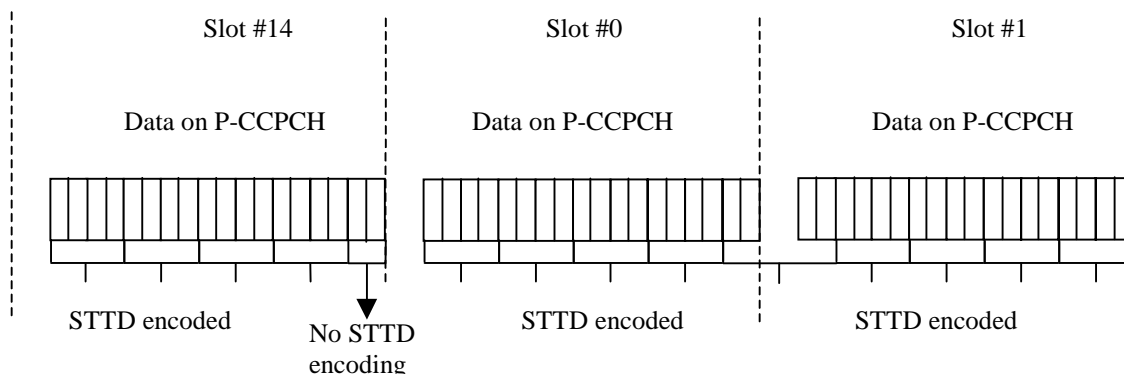 Slot #14 Slot #0 Slot #1
Data on P-CCPCH Data on P-CCPCH Data on P-CCPCH
STTD encoded STTD encoded STTD encoded
No STTD
encoding